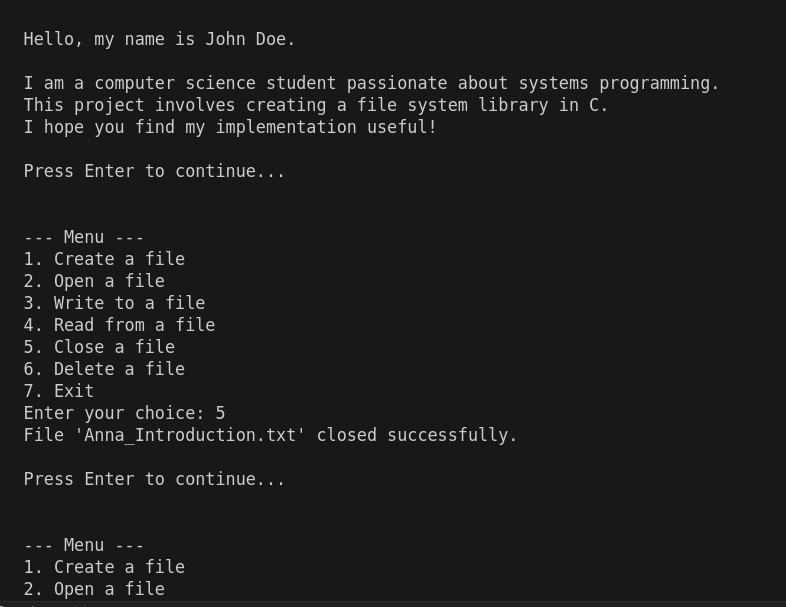 Hello, my name is John Doe.
I am a computer science student passionate about systems programming.
This project involves creating a file system library in C.
I hope you find my implementation useful!
Press Enter to continue...
--- Menu ---
1. Create a file
2. Open a file
3. Write to a file
4. Read from a file
5. Close a file
6. Delete a file
7. Exit
Enter your choice: 5
File 'Anna_Introduction.txt' closed successfully.
Press Enter to continue...
--- Menu ---
1. Create a file
2. Open a file